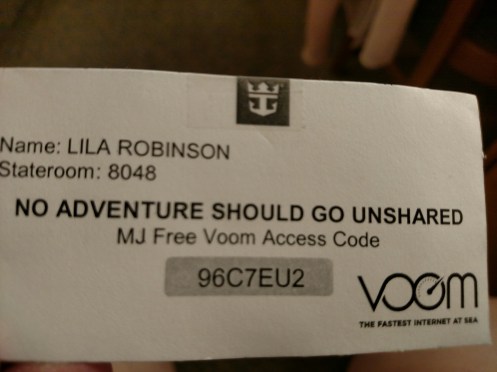 Name: LILA ROBINSON
Stateroom: 8048
NO ADVENTURE SHOULD GO UNSHARED
MJ Free Voom Access Code
96C7EU2
VOOM
THE FASTEST INTERNET AT SEA